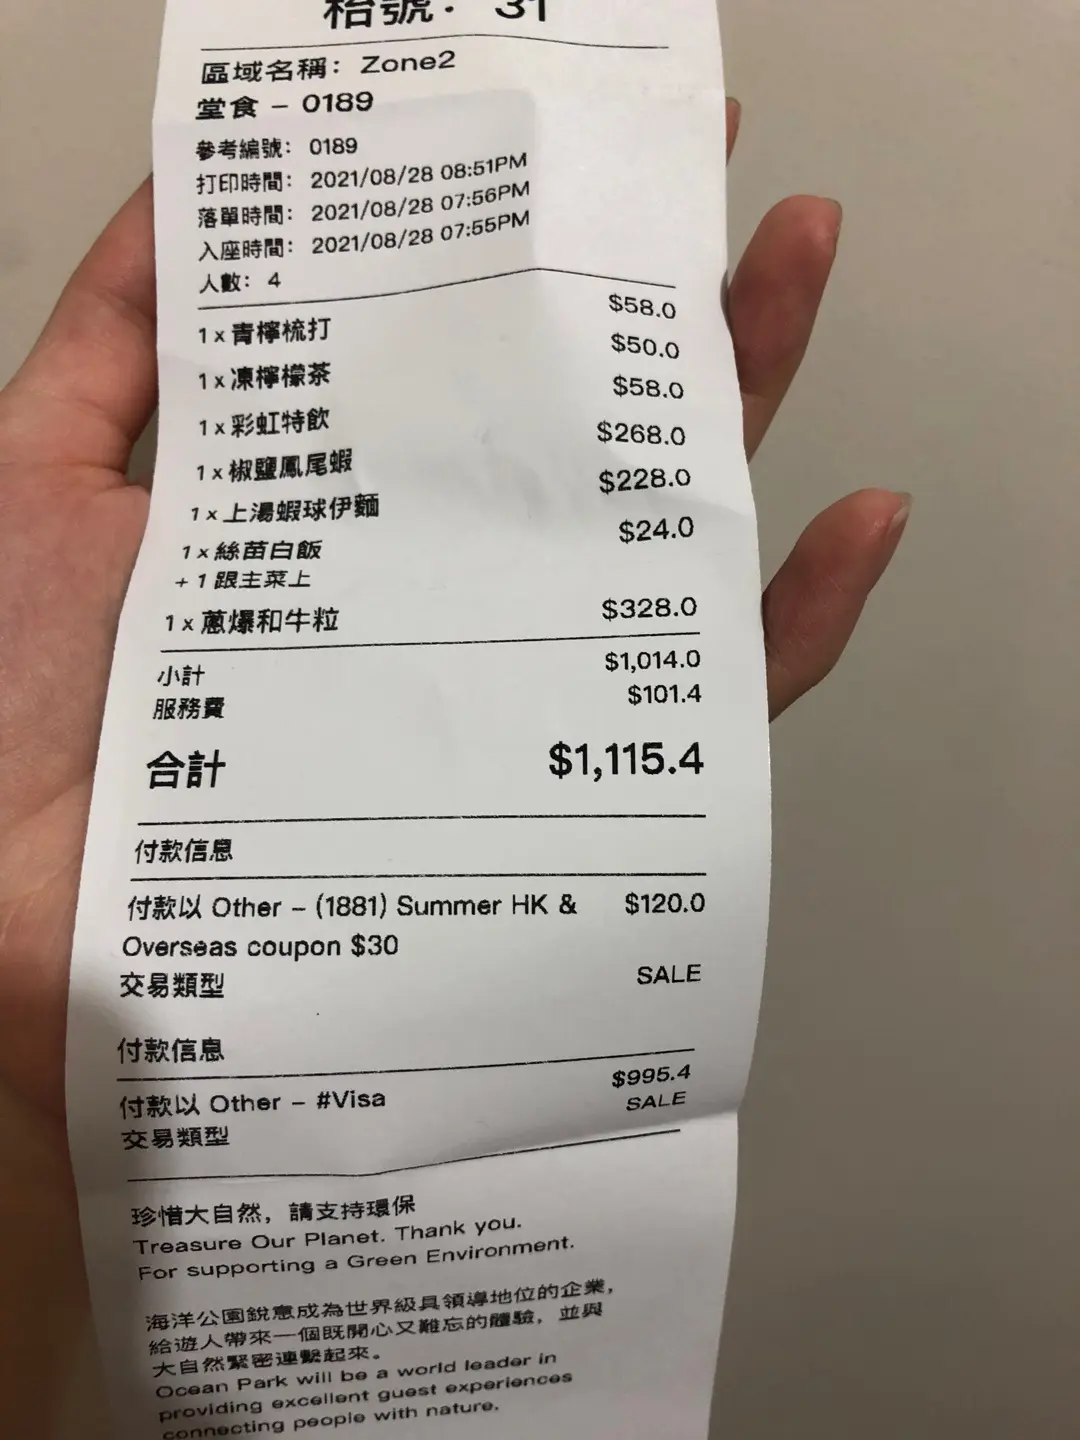 枱號: 31
區域名稱: Zone2
堂食 - 0189
參考編號: 0189
打印時間: 2021/08/28 08:51PM
落單時間: 2021/08/28 07:56PM
入座時間: 2021/08/28 07:55PM
人數: 4
1 x 青檸梳打 $58.0
1 x 凍檸檬茶 $50.0
1 x 彩虹特飲 $58.0
1 x 椒鹽鳳尾蝦 $268.0
1 x 上湯蝦球伊麵 $228.0
1 x 絲苗白飯 $24.0
+ 1 跟主菜上
1 x 蔥爆和牛粒 $328.0
小計 $1,014.0
服務費 $101.4
合計 $1,115.4
付款信息
付款以 Other - (1881) Summer HK & $120.0
Overseas coupon $30
交易類型 SALE
付款信息
付款以 Other - #Visa $995.4
交易類型 SALE
珍惜大自然，請支持環保
Treasure Our Planet. Thank you.
For supporting a Green Environment.
海洋公園銳意成為世界級具領導地位的企業，
給遊人帶來一個既開心又難忘的體驗，並與
大自然緊密連繫起來。
Ocean Park will be a world leader in
providing excellent guest experiences
connecting people with nature.